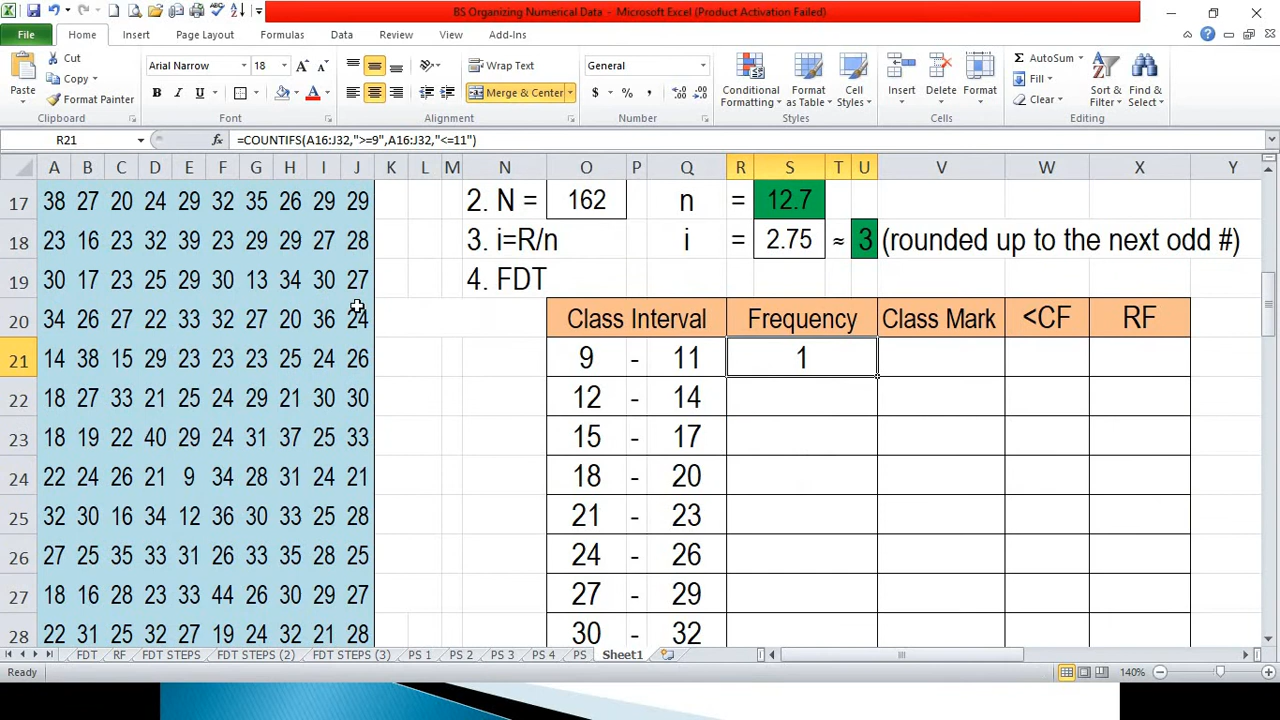 BS Organizing Numerical Data - Microsoft Excel (Product Activation Failed)
File Home Insert Page Layout Formulas Data Review View Add-Ins
Cut
Copy
Format Painter
Paste
Clipboard
Arial Narrow 18
B I U
Font
Wrap Text
Merge & Center
Alignment
General
$ % ,
Number
Conditional Formatting
Format as Table
Cell Styles
Styles
Insert
Delete
Format
Cells
Σ AutoSum
Fill
Clear
Sort & Filter
Find & Select
Editing
R21 fx =COUNTIFS(A16:J32,">=9",A16:J32,"<=11")
A B C D E F G H I J K L M N O P Q R S T U V W X Y
17 38 27 20 24 29 32 35 26 29 29 2. N = 162 n = 12.7
18 23 16 23 32 39 23 29 29 27 28 3. i=R/n i = 2.75 ≈ 3 (rounded up to the next odd #)
19 30 17 23 25 29 30 13 34 30 27 4. FDT
20 34 26 27 22 33 32 27 20 36 24 Class Interval Frequency Class Mark <CF RF
21 14 38 15 29 23 23 23 25 24 26 9 - 11 1
22 18 27 33 21 25 24 29 21 30 30 12 - 14
23 18 19 22 40 29 24 31 37 25 33 15 - 17
24 22 24 26 21 9 34 28 31 24 21 18 - 20
25 32 30 16 34 12 36 30 33 25 28 21 - 23
26 27 25 35 33 31 26 33 35 28 25 24 - 26
27 18 16 28 23 33 44 26 30 29 27 27 - 29
28 22 31 25 32 27 19 24 32 21 28 30 - 32
FDT RF FDT STEPS FDT STEPS (2) FDT STEPS (3) PS 1 PS 2 PS 3 PS 4 PS Sheet1
Ready 140%